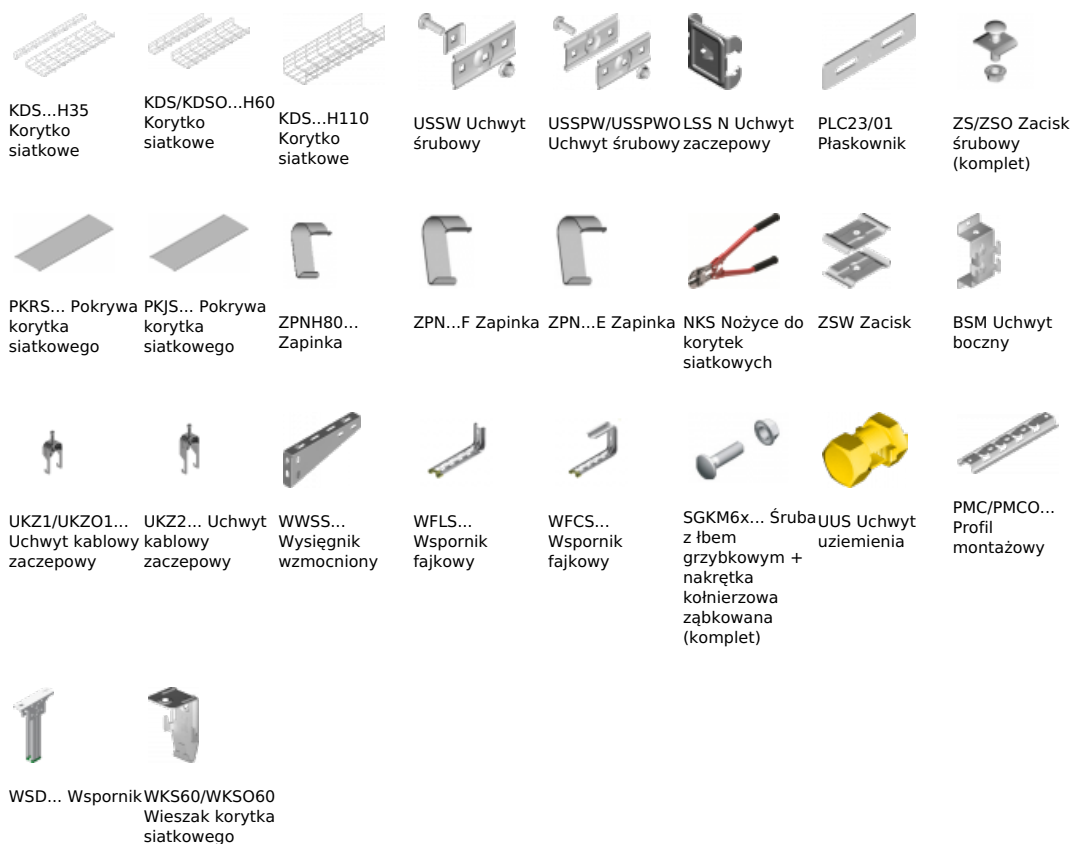 KDS...H35
Korytko
siatkowe
KDS/KDSO...H60
Korytko
siatkowe
KDS...H110
Korytko
siatkowe
USSW Uchwyt
śrubowy
USSPW/USSPWO
Uchwyt śrubowy
LSS N Uchwyt
zaczepowy
PLC23/01
Płaskownik
ZS/ZSO Zacisk
śrubowy
(komplet)
PKRS... Pokrywa
korytka
siatkowego
PKJS... Pokrywa
korytka
siatkowego
ZPNH80...
Zapinka
ZPN...F Zapinka
ZPN...E Zapinka
NKS Nożyce do
korytek
siatkowych
ZSW Zacisk
BSM Uchwyt
boczny
UKZ1/UKZO1...
Uchwyt kablowy
zaczepowy
UKZ2... Uchwyt
kablowy
zaczepowy
WWSS...
Wysięgnik
wzmocniony
WFLS...
Wspornik
fajkowy
WFCS...
Wspornik
fajkowy
SGKM6x... Śruba
z łbem
grzybkowym +
nakrętka
kołnierzowa
ząbkowana
(komplet)
UUS Uchwyt
uziemienia
PMC/PMCO...
Profil
montażowy
WSD... Wspornik
WKS60/WKSO60
Wieszak korytka
siatkowego